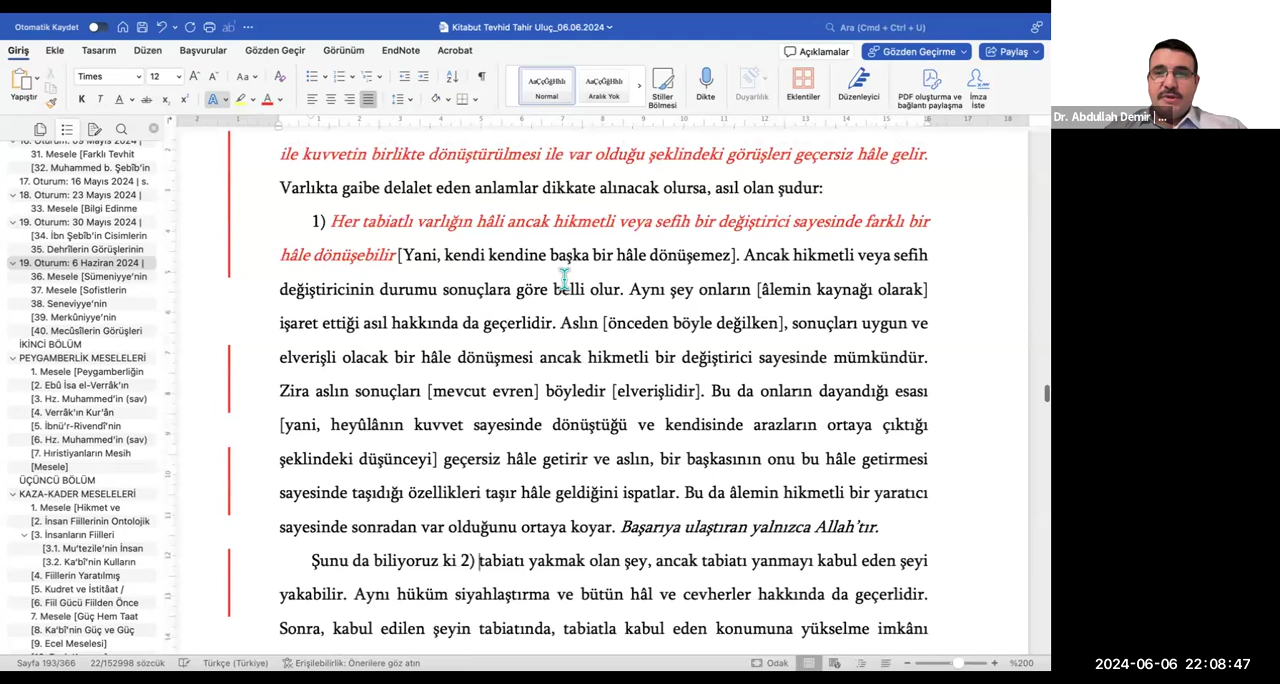 Otomatik Kaydet
Kitabut Tevhid Tahir Uluç_06.06.2024
Ara (Cmd + Ctrl + U)
Giriş Ekle Tasarım Düzen Başvurular Gözden Geçir Görünüm EndNote Acrobat
Açıklamalar Gözden Geçirme Paylaş
Yapıştır
Times 12
K T A
AaÇçĞğHhIı
Normal
AaÇçĞğHhIı
Aralık Yok
Stiller Bölmesi
Dikte
Duyarlılık
Eklentiler
Düzenleyici
PDF oluşturma ve bağlantı paylaşma
İmza İste
Dr. Abdullah Demir | ...
16. Oturum: 09 Mayıs 2024 |
31. Mesele [Farklı Tevhit
[32. Muhammed b. Şebîb'in
17. Oturum: 16 Mayıs 2024 | s.
18. Oturum: 23 Mayıs 2024 |
33. Mesele [Bilgi Edinme
19. Oturum: 30 Mayıs 2024 |
[34. İbn Şebîb'in Cisimlerin
35. Dehrîlerin Görüşlerinin
19. Oturum: 6 Haziran 2024 |
36. Mesele [Sümeniyye'nin
37. Mesele [Sofistlerin
38. Seneviyye'nin
[39. Merkûniyye'nin
[40. Mecûsîlerin Görüşleri
İKİNCİ BÖLÜM
PEYGAMBERLİK MESELELERİ
1. Mesele [Peygamberliğin
[2. Ebû İsa el-Verrâk'ın
[3. Hz. Muhammed'in (sav)
[4. Verrâk'ın Kur'ân
[5. İbnü'r-Rivendî'nin
[6. Hz. Muhammed'in (sav)
[7. Hıristiyanların Mesih
[Mesele]
ÜÇÜNCÜ BÖLÜM
KAZA-KADER MESELELERİ
1. Mesele [Hikmet ve
[2. İnsan Fiillerinin Ontolojik
[3. İnsanların Fiilleri
[3.1. Mu'tezile'nin İnsan
[3.2. Ka'bî'nin Kulların
[4. Fiillerin Yaratılmış
[5. Kudret ve İstitâat /
[6. Fiil Gücü Fiilden Önce
7. Mesele [Güç Hem Taat
[8. Ka'bî'nin Güç ve Güç
[9. Ecel Meselesi]
ile kuvvetin birlikte dönüştürülmesi ile var olduğu şeklindeki görüşleri geçersiz hâle gelir.
Varlıkta gaibe delalet eden anlamlar dikkate alınacak olursa, asıl olan şudur:
1) Her tabiatlı varlığın hâli ancak hikmetli veya sefih bir değiştirici sayesinde farklı bir
hâle dönüşebilir [Yani, kendi kendine başka bir hâle dönüşemez]. Ancak hikmetli veya sefih
değiştiricinin durumu sonuçlara göre belli olur. Aynı şey onların [âlemin kaynağı olarak]
işaret ettiği asıl hakkında da geçerlidir. Aslın [önceden böyle değilken], sonuçları uygun ve
elverişli olacak bir hâle dönüşmesi ancak hikmetli bir değiştirici sayesinde mümkündür.
Zira aslın sonuçları [mevcut evren] böyledir [elverişlidir]. Bu da onların dayandığı esası
[yani, heyûlânın kuvvet sayesinde dönüştüğü ve kendisinde arazların ortaya çıktığı
şeklindeki düşünceyi] geçersiz hâle getirir ve aslın, bir başkasının onu bu hâle getirmesi
sayesinde taşıdığı özellikleri taşır hâle geldiğini ispatlar. Bu da âlemin hikmetli bir yaratıcı
sayesinde sonradan var olduğunu ortaya koyar. Başarıya ulaştıran yalnızca Allah'tır.
Şunu da biliyoruz ki 2) tabiatı yakmak olan şey, ancak tabiatı yanmayı kabul eden şeyi
yakabilir. Aynı hüküm siyahlaştırma ve bütün hâl ve cevherler hakkında da geçerlidir.
Sonra, kabul edilen şeyin tabiatında, tabiatla kabul eden konumuna yükselme imkânı
Sayfa 193/366 22/152998 sözcük Türkçe (Türkiye) Erişilebilirlik: Önerilere göz atın Odak %200
2024-06-06 22:08:47